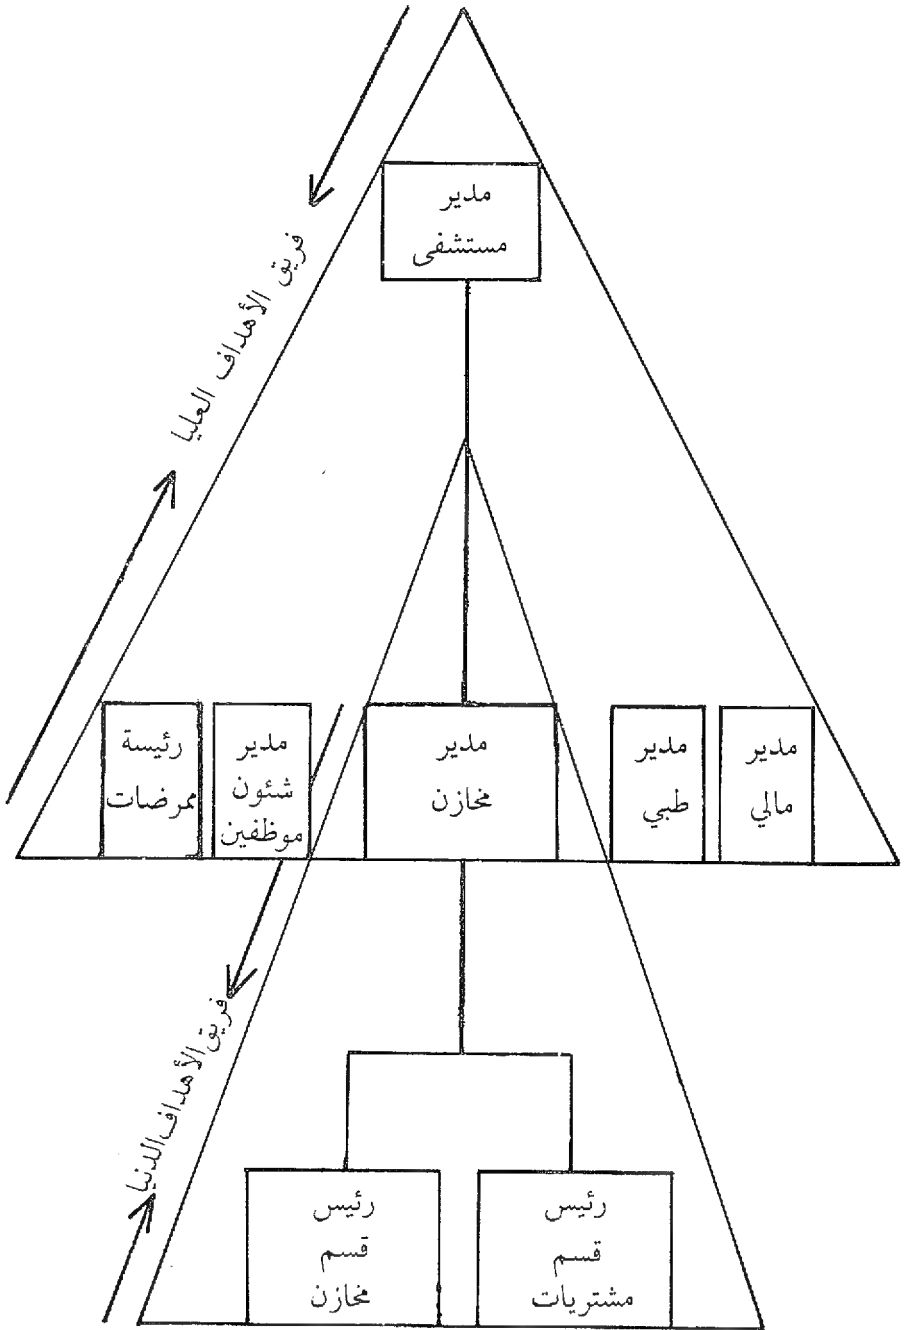 مدير
مستشفى
فريق الأهداف العليا
مدير
مالي
مدير
طبي
مدير
مخازن
مدير
شئون
موظفين
رئيسة
ممرضات
فريق الأهداف الدنيا
رئيس
قسم
مشتريات
رئيس
قسم
مخازن